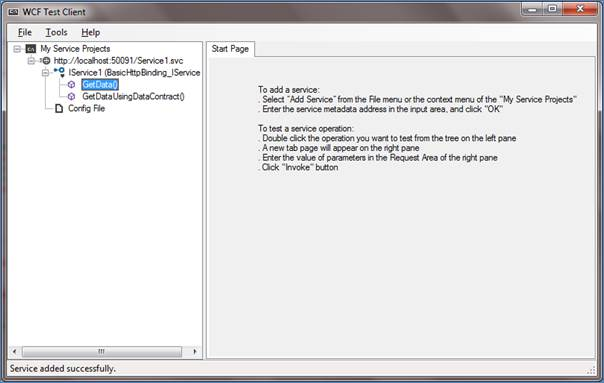 WCF Test Client
File Tools Help
My Service Projects
http://localhost:50091/Service1.svc
IService1 (BasicHttpBinding_IService
GetData()
GetDataUsingDataContract()
Config File
Start Page
To add a service:
. Select "Add Service" from the File menu or the context menu of the "My Service Projects"
. Enter the service metadata address in the input area, and click "OK"
To test a service operation:
. Double click the operation you want to test from the tree on the left pane
. A new tab page will appear on the right pane
. Enter the value of parameters in the Request Area of the right pane
. Click "Invoke" button
Service added successfully.